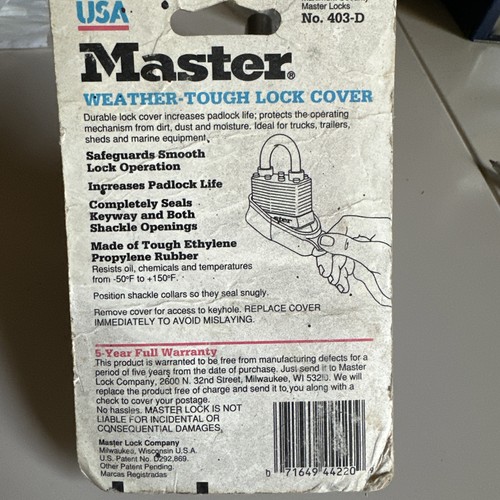 USA
Master Locks
No. 403-D
Master®
WEATHER-TOUGH LOCK COVER
Durable lock cover increases padlock life; protects the operating
mechanism from dirt, dust and moisture. Ideal for trucks, trailers,
sheds and marine equipment.
Safeguards Smooth
Lock Operation
Increases Padlock Life
Completely Seals
Keyway and Both
Shackle Openings
Made of Tough Ethylene
Propylene Rubber
Resists oil, chemicals and temperatures
from -50°F to +150°F.
Position shackle collars so they seal snugly.
Remove cover for access to keyhole. REPLACE COVER
IMMEDIATELY TO AVOID MISLAYING.
Master
5-Year Full Warranty
This product is warranted to be free from manufacturing defects for a
period of five years from the date of purchase. Just send it to Master
Lock Company, 2600 N. 32nd Street, Milwaukee, WI 53210. We will
replace the product free of charge and send it to you along with a
check to cover your postage.
No hassles. MASTER LOCK IS NOT
LIABLE FOR INCIDENTAL OR
CONSEQUENTIAL DAMAGES.
Master Lock Company
Milwaukee, Wisconsin U.S.A.
U.S. Patent No. D292,869.
Other Patent Pending.
Marcas Registradas
0 71649 44220